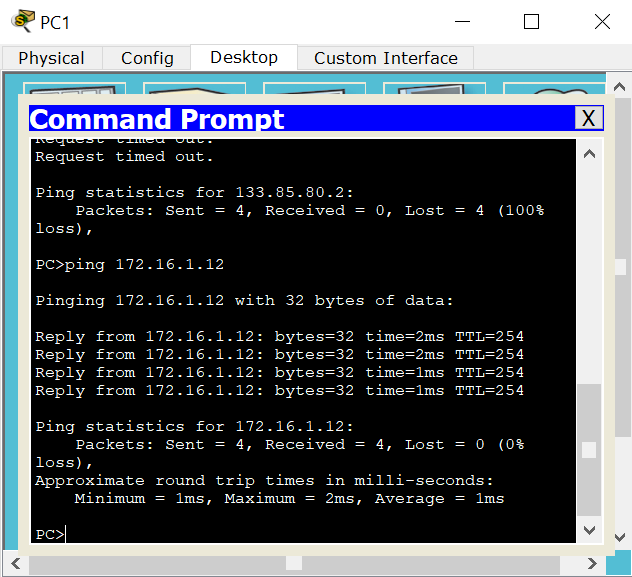 PC1
Physical Config Desktop Custom Interface
Command Prompt X
Request timed out.
Request timed out.
Ping statistics for 133.85.80.2:
Packets: Sent = 4, Received = 0, Lost = 4 (100%
loss),
PC>ping 172.16.1.12
Pinging 172.16.1.12 with 32 bytes of data:
Reply from 172.16.1.12: bytes=32 time=2ms TTL=254
Reply from 172.16.1.12: bytes=32 time=2ms TTL=254
Reply from 172.16.1.12: bytes=32 time=1ms TTL=254
Reply from 172.16.1.12: bytes=32 time=1ms TTL=254
Ping statistics for 172.16.1.12:
Packets: Sent = 4, Received = 4, Lost = 0 (0%
loss),
Approximate round trip times in milli-seconds:
Minimum = 1ms, Maximum = 2ms, Average = 1ms
PC>